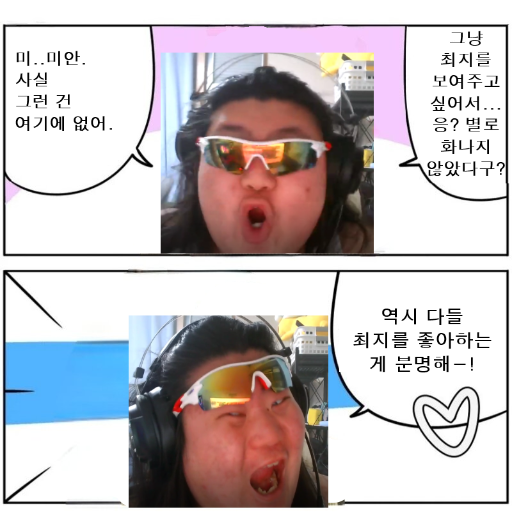 미..미안.
사실
그런 건
여기에 없어.
그냥
최지를
보여주고
싶어서...
응? 별로
화나지
않았다구?
역시 다들
최지를 좋아하는
게 분명해-!